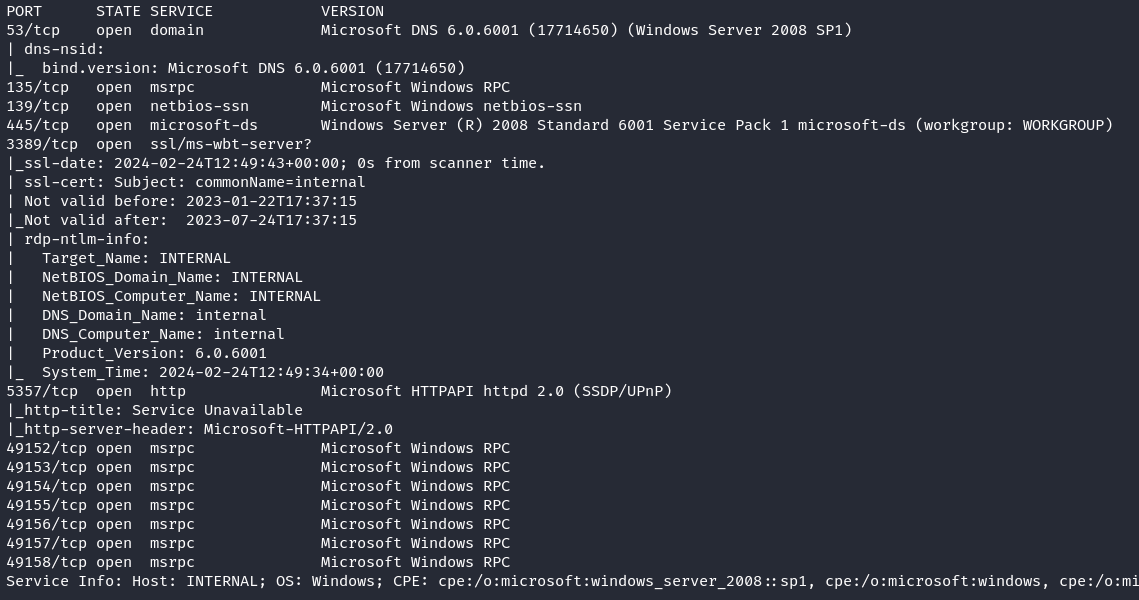 PORT      STATE SERVICE            VERSION
53/tcp    open  domain             Microsoft DNS 6.0.6001 (17714650) (Windows Server 2008 SP1)
| dns-nsid:
|_  bind.version: Microsoft DNS 6.0.6001 (17714650)
135/tcp   open  msrpc              Microsoft Windows RPC
139/tcp   open  netbios-ssn        Microsoft Windows netbios-ssn
445/tcp   open  microsoft-ds       Windows Server (R) 2008 Standard 6001 Service Pack 1 microsoft-ds (workgroup: WORKGROUP)
3389/tcp  open  ssl/ms-wbt-server?
|_ssl-date: 2024-02-24T12:49:43+00:00; 0s from scanner time.
| ssl-cert: Subject: commonName=internal
| Not valid before: 2023-01-22T17:37:15
|_Not valid after:  2023-07-24T17:37:15
| rdp-ntlm-info:
|   Target_Name: INTERNAL
|   NetBIOS_Domain_Name: INTERNAL
|   NetBIOS_Computer_Name: INTERNAL
|   DNS_Domain_Name: internal
|   DNS_Computer_Name: internal
|   Product_Version: 6.0.6001
|_  System_Time: 2024-02-24T12:49:34+00:00
5357/tcp  open  http               Microsoft HTTPAPI httpd 2.0 (SSDP/UPnP)
|_http-title: Service Unavailable
|_http-server-header: Microsoft-HTTPAPI/2.0
49152/tcp open  msrpc              Microsoft Windows RPC
49153/tcp open  msrpc              Microsoft Windows RPC
49154/tcp open  msrpc              Microsoft Windows RPC
49155/tcp open  msrpc              Microsoft Windows RPC
49156/tcp open  msrpc              Microsoft Windows RPC
49157/tcp open  msrpc              Microsoft Windows RPC
49158/tcp open  msrpc              Microsoft Windows RPC
Service Info: Host: INTERNAL; OS: Windows; CPE: cpe:/o:microsoft:windows_server_2008::sp1, cpe:/o:microsoft:windows, cpe:/o:mi